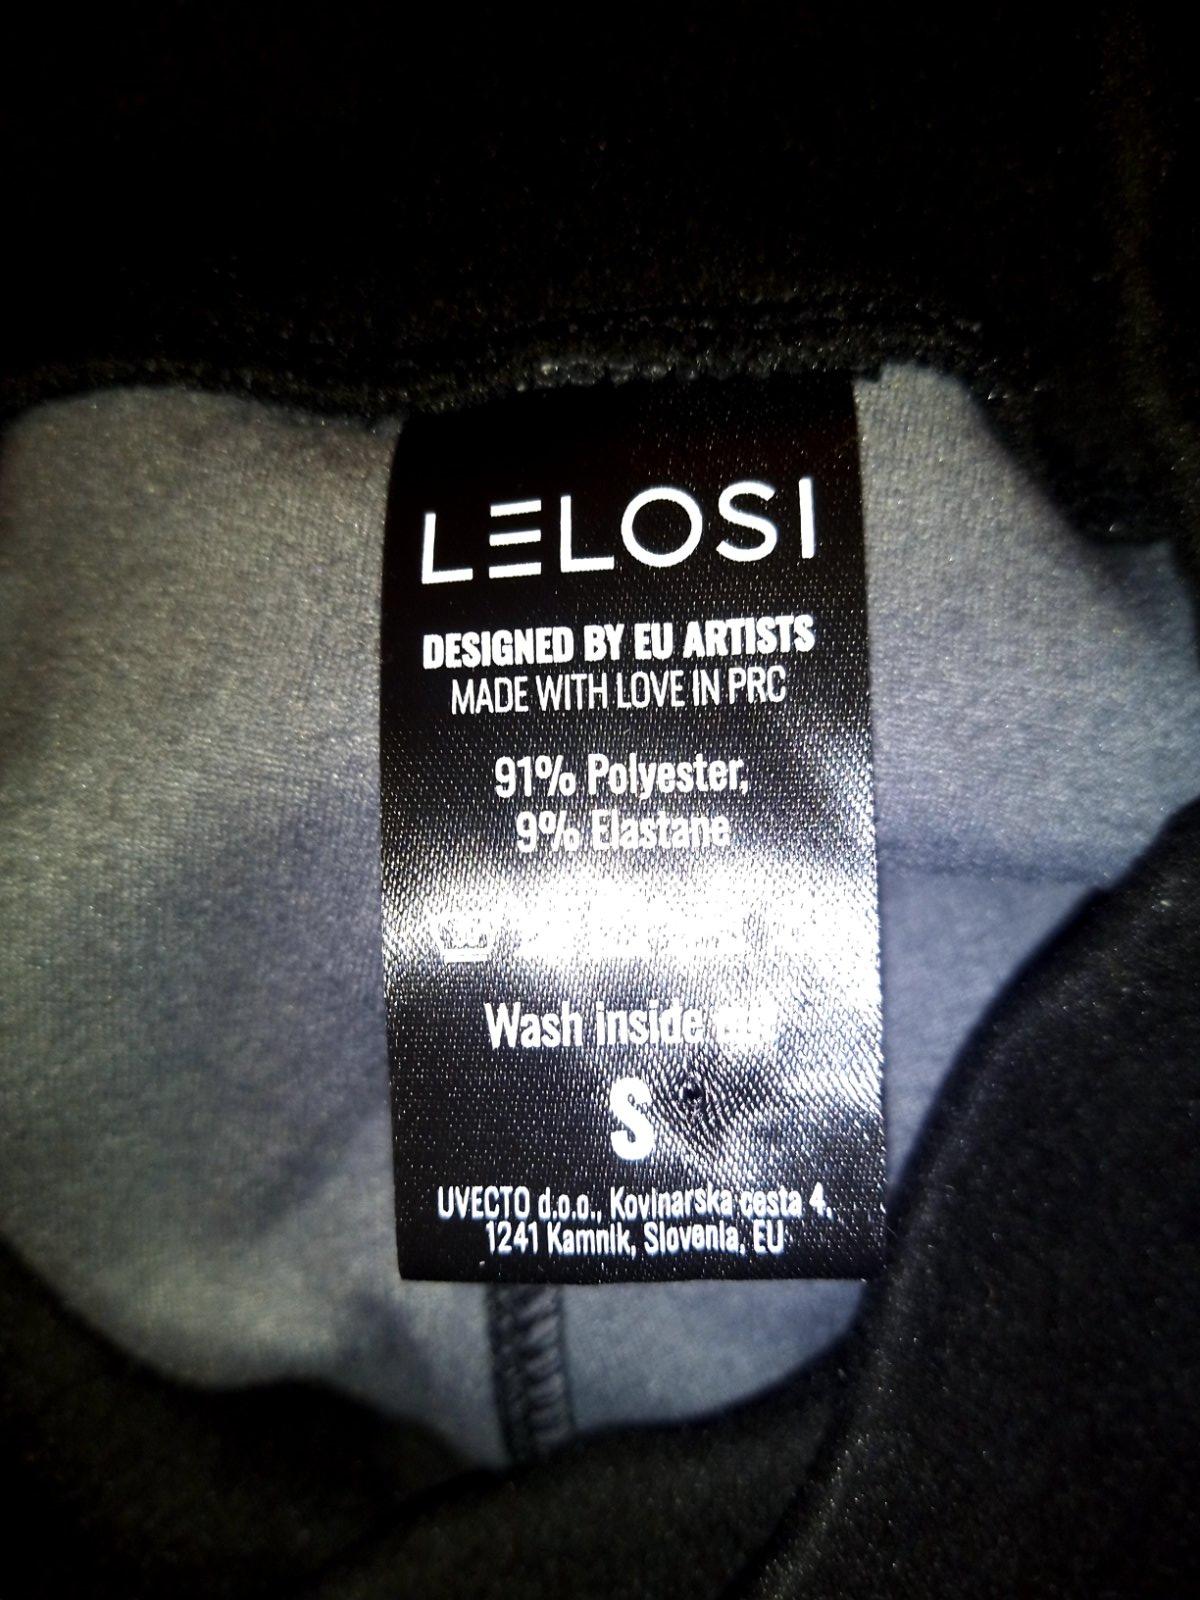 LELOSI
DESIGNED BY EU ARTISTS
MADE WITH LOVE IN PRC
91% Polyester,
9% Elastane
Wash inside
S
UVECTO d.o.o., Kovinarska cesta 4,
1241 Kamnik, Slovenia, EU